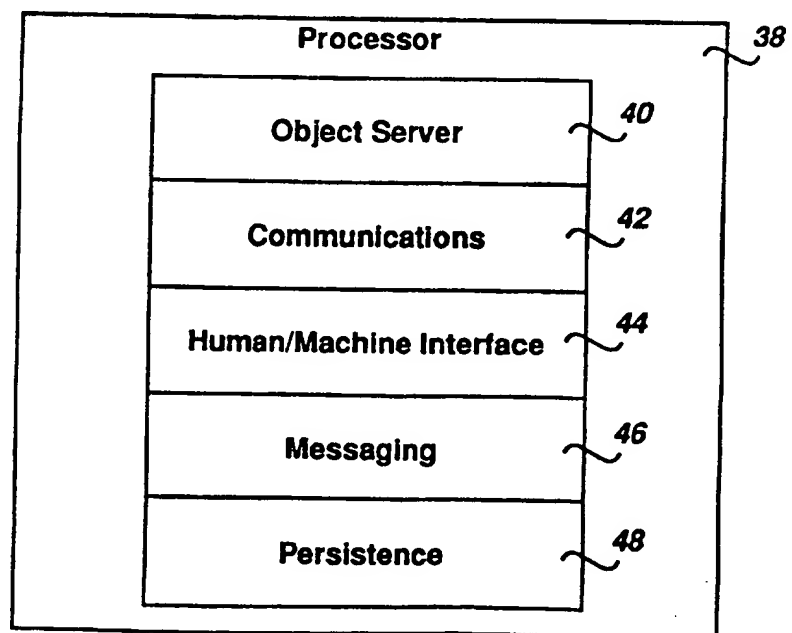 Processor 38
Object Server 40
Communications 42
Human/Machine Interface 44
Messaging 46
Persistence 48